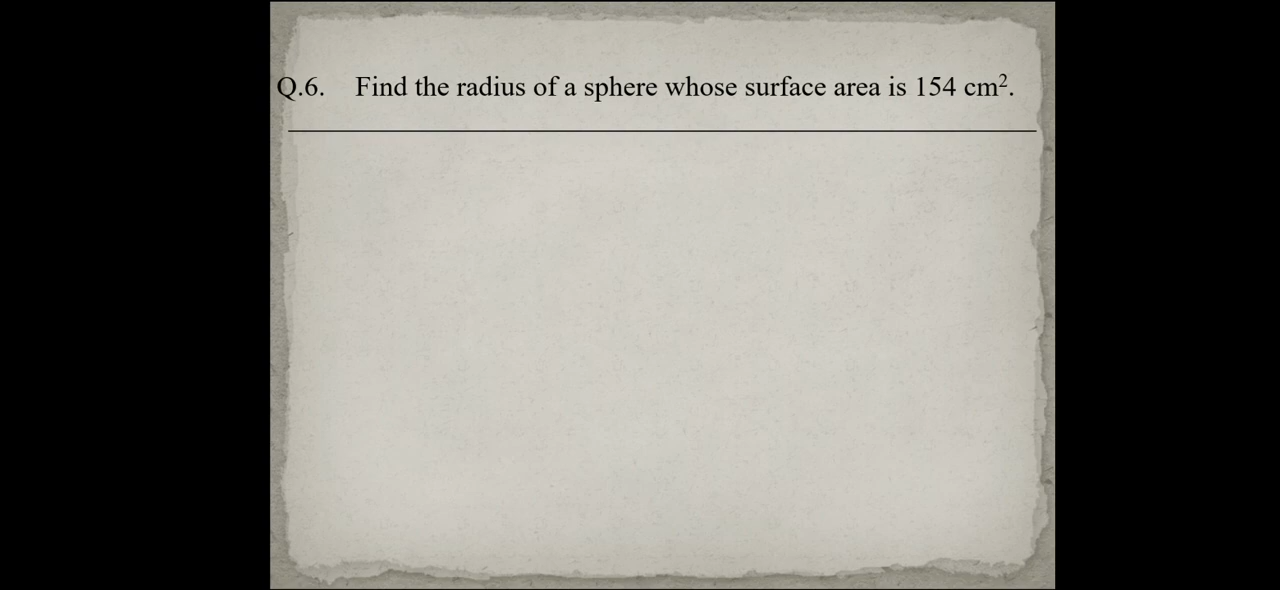 Q.6. Find the radius of a sphere whose surface area is 154 cm².